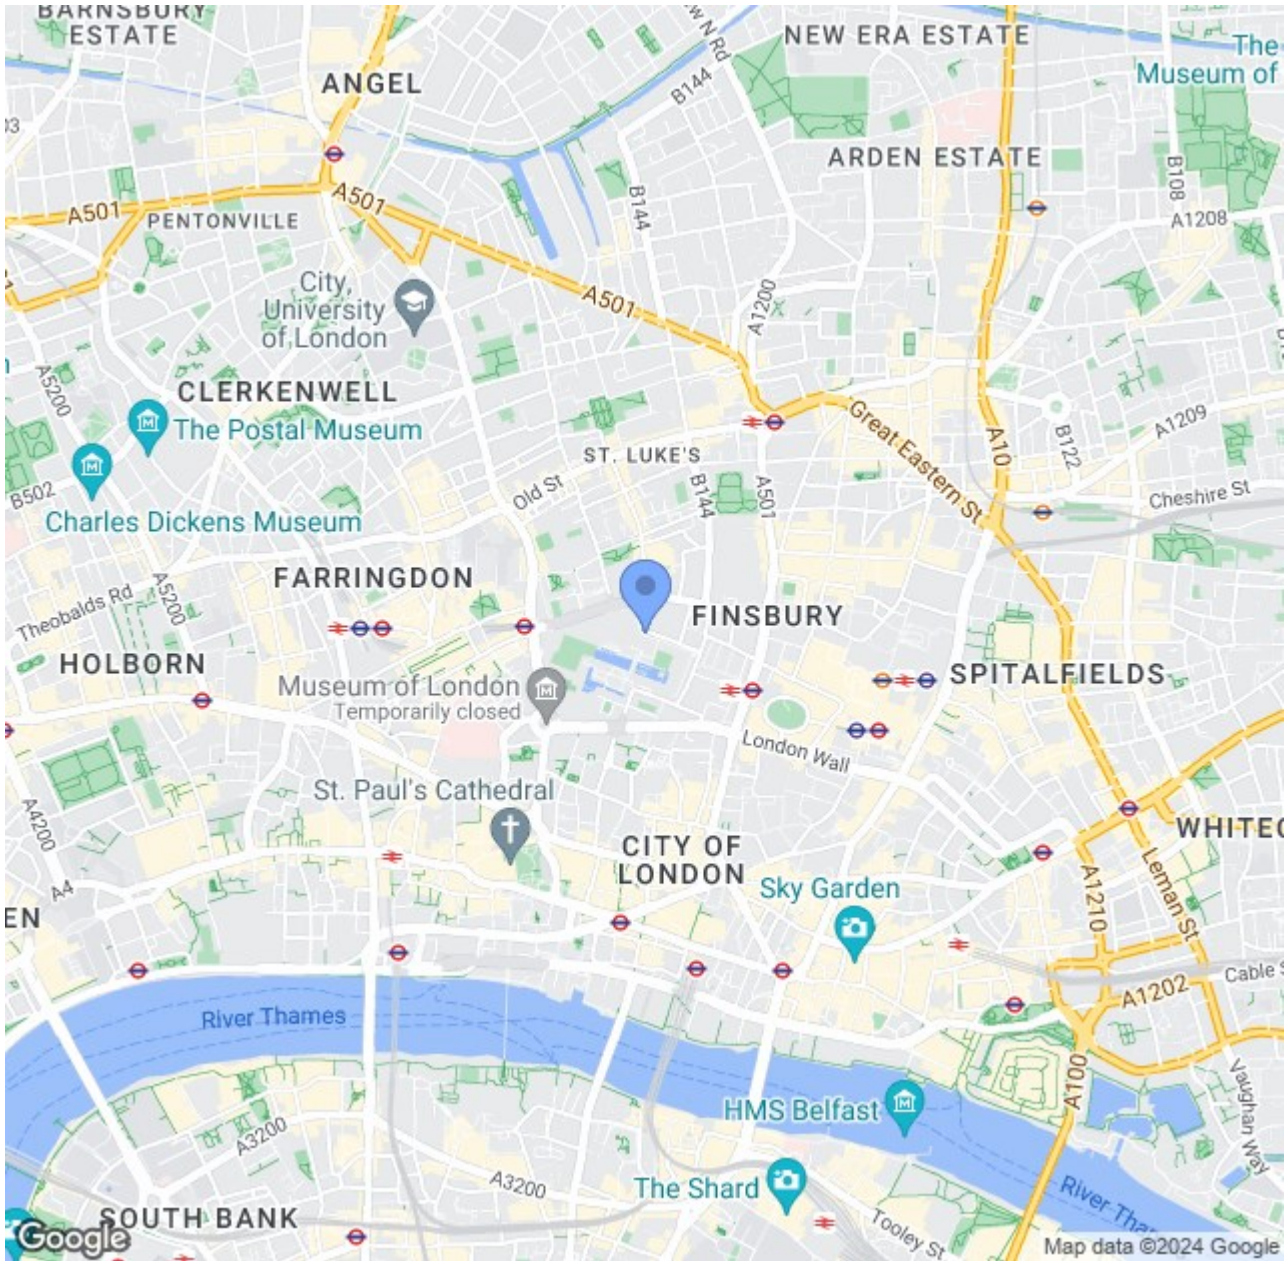 BARNSBURY
ESTATE
NEW ERA ESTATE
The
Museum of
ANGEL
B144
ARDEN ESTATE
B108
A501
A501
PENTONVILLE
B144
A1208
City,
University
of London
A501
A1200
A5200
CLERKENWELL
The Postal Museum
Great Eastern St
A10
B122
A1209
ST. LUKE'S
B502
Old St
B144
A501
Cheshire St
Charles Dickens Museum
FARRINGDON
Theobalds Rd
A5200
FINSBURY
HOLBORN
SPITALFIELDS
Museum of London
Temporarily closed
London Wall
St. Paul's Cathedral
A4200
WHITEC
CITY OF
LONDON
A4
Leman St
A1210
Sky Garden
EN
Cable S
A1202
River Thames
A100
HMS Belfast
Vaughan Way
A3200
A3200
The Shard
River Tha
SOUTH BANK
Tooley St
Google
Map data ©2024 Google